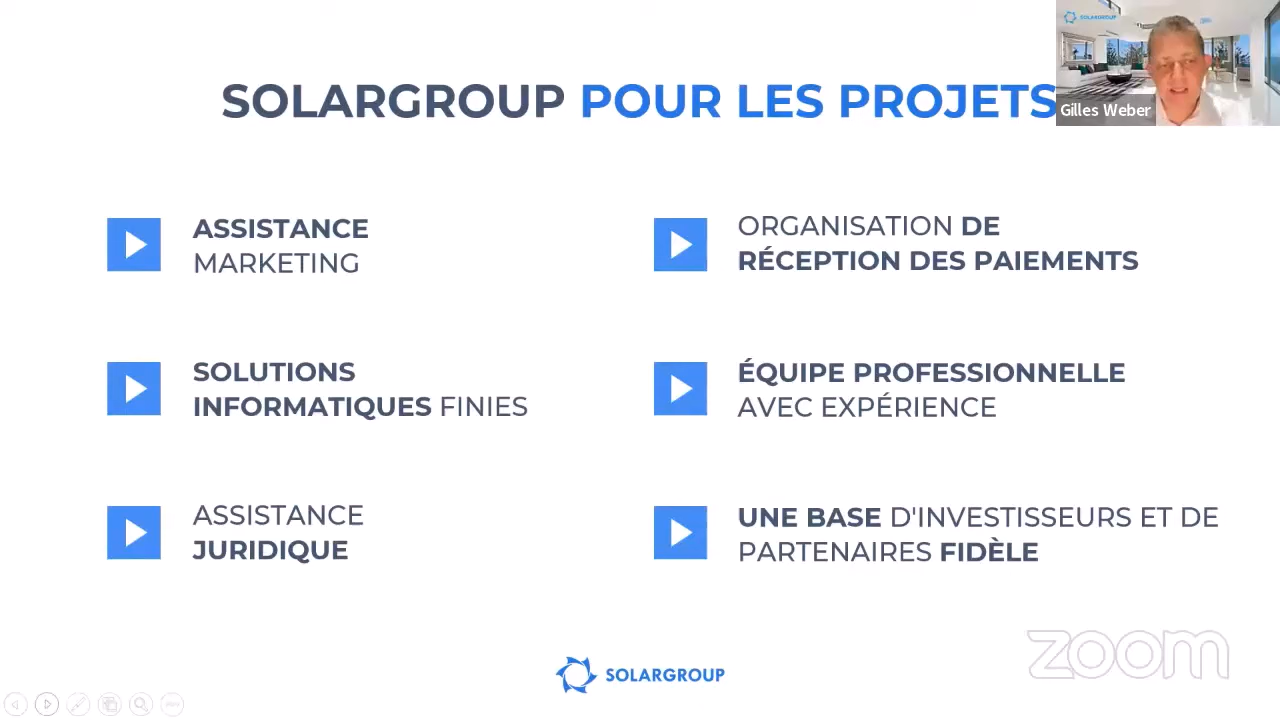 SOLARGROUP
SOLARGROUP POUR LES PROJETS
Gilles Weber
ASSISTANCE
MARKETING
ORGANISATION DE
RÉCEPTION DES PAIEMENTS
SOLUTIONS
INFORMATIQUES FINIES
ÉQUIPE PROFESSIONNELLE
AVEC EXPÉRIENCE
ASSISTANCE
JURIDIQUE
UNE BASE D'INVESTISSEURS ET DE
PARTENAIRES FIDÈLE
zoom
SOLARGROUP